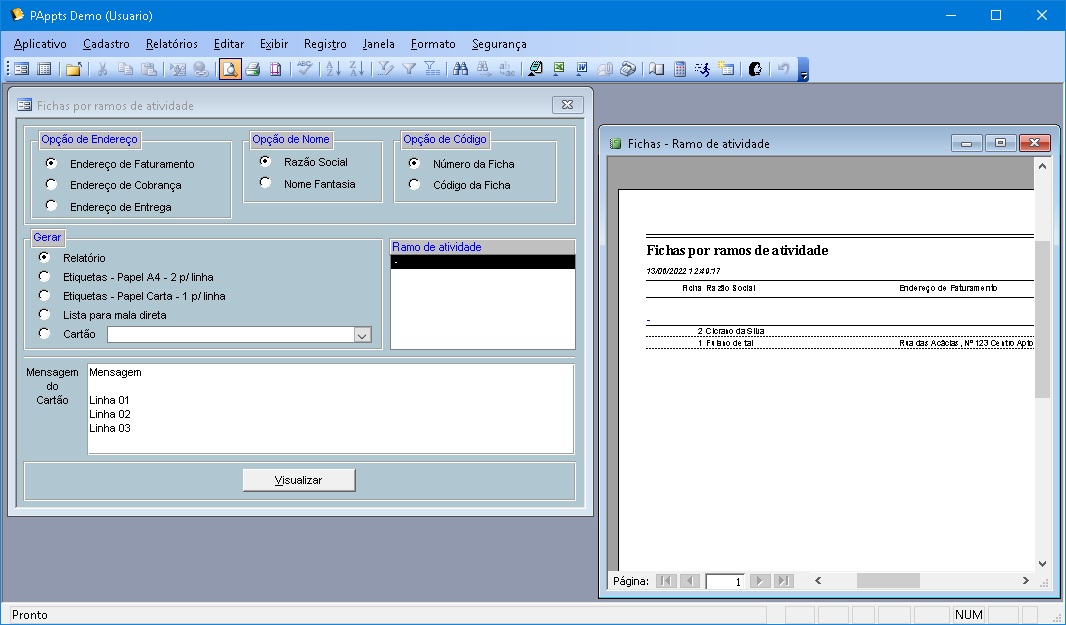 PAppts Demo (Usuario)
Aplicativo Cadastro Relatórios Editar Exibir Registro Janela Formato Segurança
Fichas por ramos de atividade
Opção de Endereço
Endereço de Faturamento
Endereço de Cobrança
Endereço de Entrega
Opção de Nome
Razão Social
Nome Fantasia
Opção de Código
Número da Ficha
Código da Ficha
Gerar
Relatório
Etiquetas - Papel A4 - 2 p/ linha
Etiquetas - Papel Carta - 1 p/ linha
Lista para mala direta
Cartão
Ramo de atividade
-
Mensagem
do
Cartão
Mensagem
Linha 01
Linha 02
Linha 03
Visualizar
Fichas - Ramo de atividade
Fichas por ramos de atividade
13/06/2022 12:49:17
Ficha Razão Social Endereço de Faturamento
-
2 Cicrano da Silva
1 Fulano de tal Rua das Acácias, Nº 123 Centro Apto
Página: 1
Pronto NUM